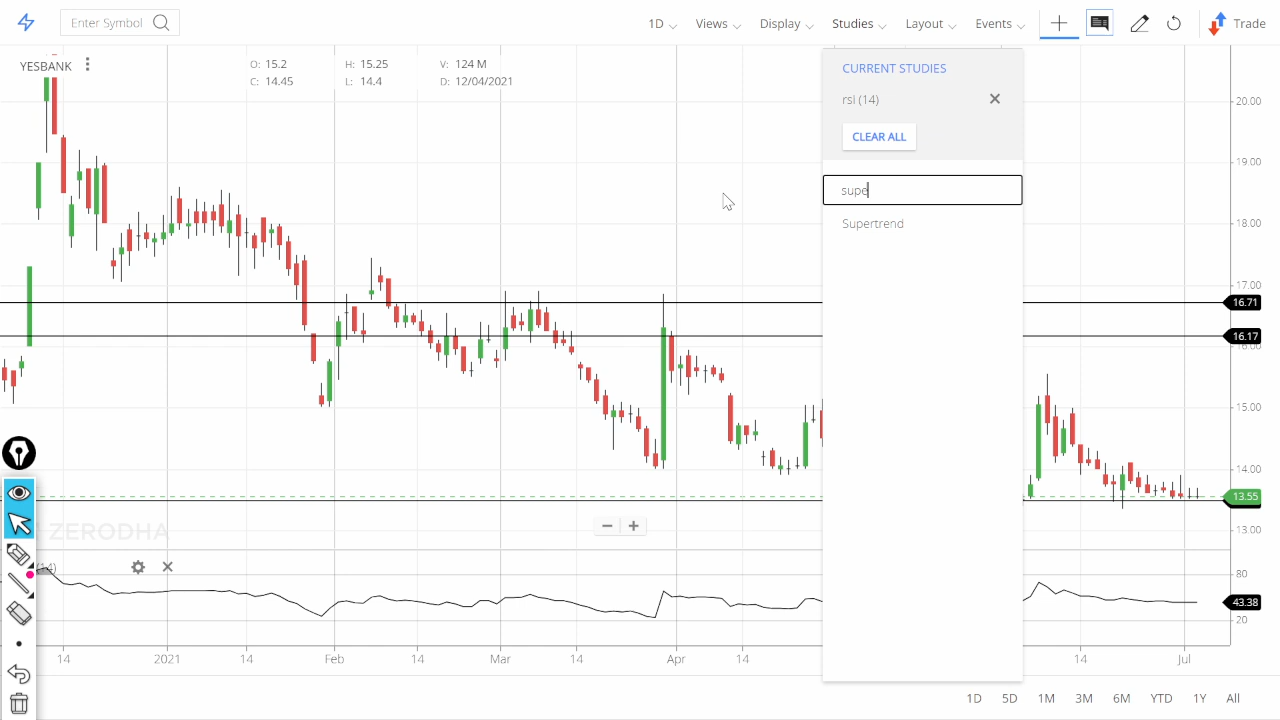 Enter Symbol
1D
Views
Display
Studies
Layout
Events
Trade
YESBANK
O: 15.2
H: 15.25
V: 124 M
C: 14.45
L: 14.4
D: 12/04/2021
CURRENT STUDIES
rsi (14)
CLEAR ALL
supe
Supertrend
20.00
19.00
18.00
17.00
16.71
16.17
16.00
15.00
14.00
13.55
13.00
ZERODHA
(14)
80
43.38
20
14
2021
14
Feb
14
Mar
14
Apr
14
14
Jul
1D
5D
1M
3M
6M
YTD
1Y
All